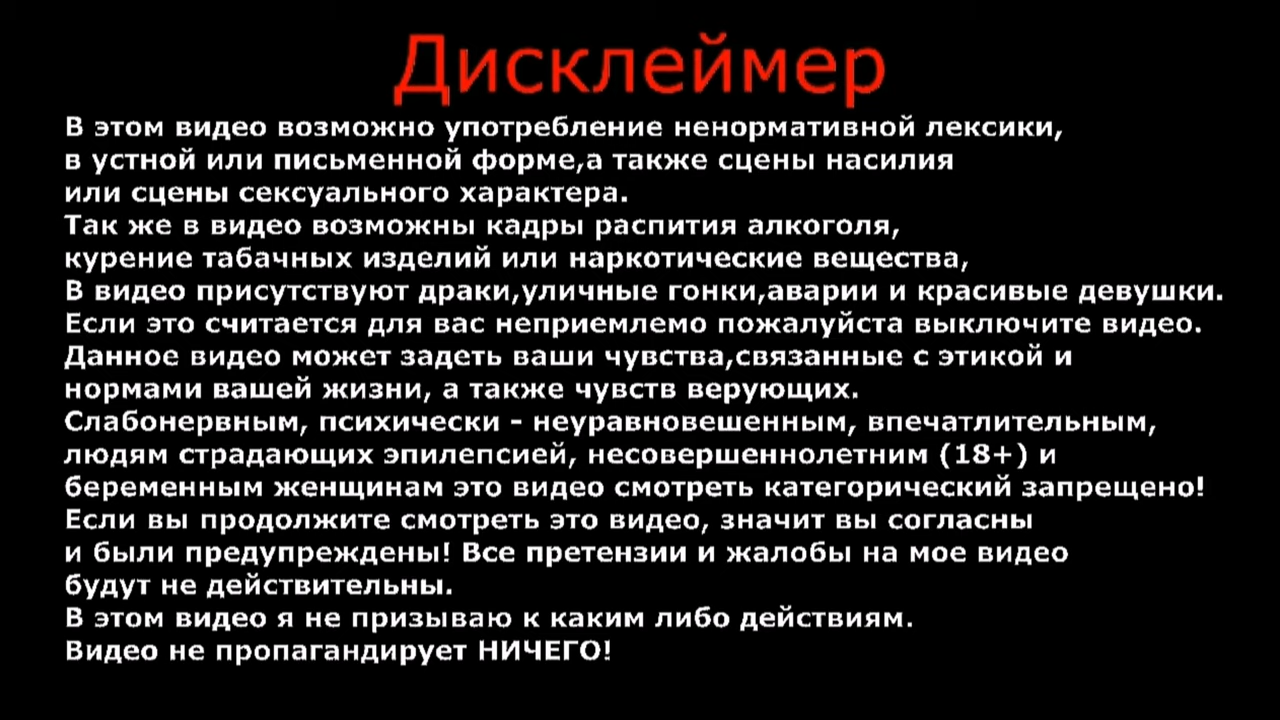 Дисклеймер
В этом видео возможно употребление ненормативной лексики,
в устной или письменной форме,а также сцены насилия
или сцены сексуального характера.
Так же в видео возможны кадры распития алкоголя,
курение табачных изделий или наркотические вещества,
В видео присутствуют драки,уличные гонки,аварии и красивые девушки.
Если это считается для вас неприемлемо пожалуйста выключите видео.
Данное видео может задеть ваши чувства,связанные с этикой и
нормами вашей жизни, а также чувств верующих.
Слабонервным, психически - неуравновешенным, впечатлительным,
людям страдающих эпилепсией, несовершеннолетним (18+) и
беременным женщинам это видео смотреть категорический запрещено!
Если вы продолжите смотреть это видео, значит вы согласны
и были предупреждены! Все претензии и жалобы на мое видео
будут не действительны.
В этом видео я не призываю к каким либо действиям.
Видео не пропагандирует НИЧЕГО!